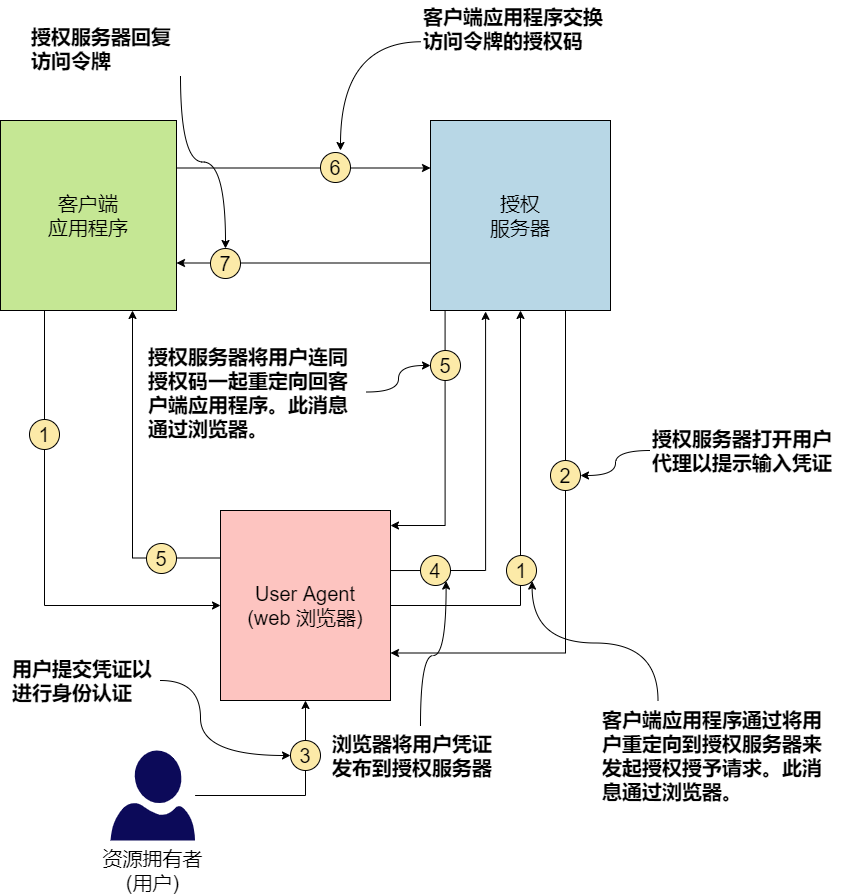 客户端应用程序交换
访问令牌的授权码
授权服务器回复
访问令牌
6
客户端
应用程序
授权
服务器
7
授权服务器将用户连同
授权码一起重定向回客
户端应用程序。此消息
通过浏览器。
5
1
授权服务器打开用户
代理以提示输入凭证
2
5
4
1
User Agent
(web 浏览器)
用户提交凭证以
进行身份认证
3
浏览器将用户凭证
发布到授权服务器
客户端应用程序通过将用
户重定向到授权服务器来
发起授权授予请求。此消
息通过浏览器。
资源拥有者
(用户)